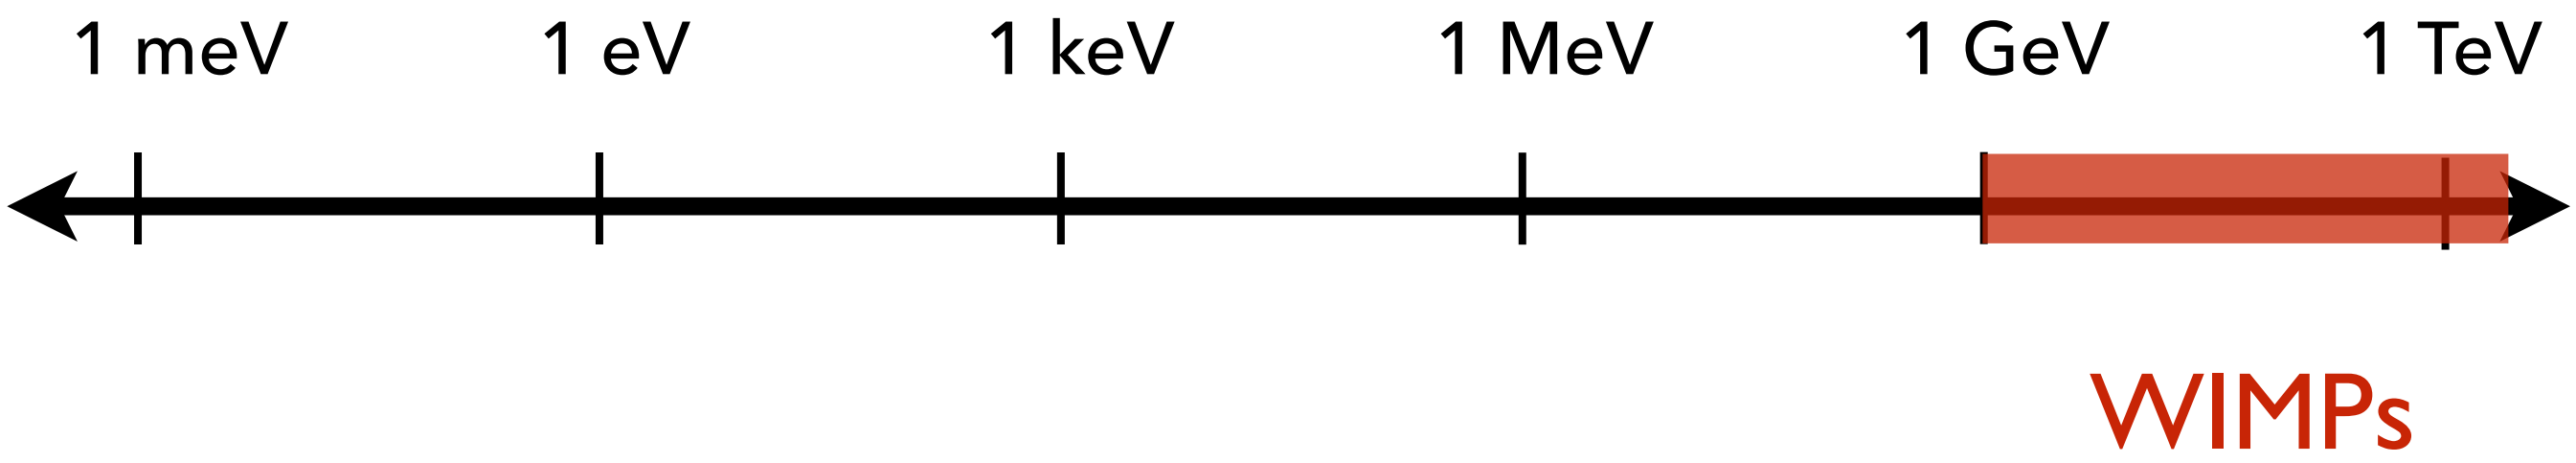 1 meV 1 eV 1 keV 1 MeV 1 GeV 1 TeV
WIMPs